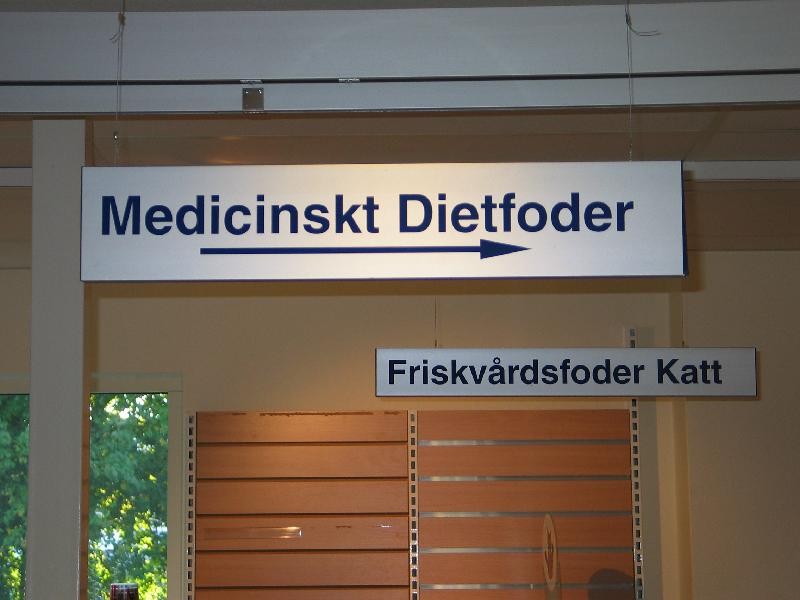 Medicinskt Dietfoder
Friskvårdsfoder Katt